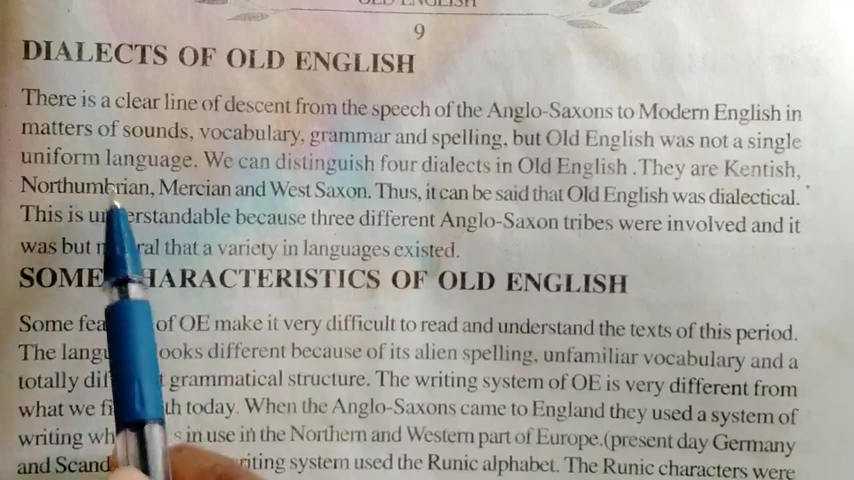 OLD ENGLISH
9
DIALECTS OF OLD ENGLISH
There is a clear line of descent from the speech of the Anglo-Saxons to Modern English in
matters of sounds, vocabulary, grammar and spelling, but Old English was not a single
uniform language. We can distinguish four dialects in Old English .They are Kentish,
Northumbrian, Mercian and West Saxon. Thus, it can be said that Old English was dialectical.
This is understandable because three different Anglo-Saxon tribes were involved and it
was but natural that a variety in languages existed.
SOME CHARACTERISTICS OF OLD ENGLISH
Some fea of OE make it very difficult to read and understand the texts of this period.
The langu ooks different because of its alien spelling, unfamiliar vocabulary and a
totally dif t grammatical structure. The writing system of OE is very different from
what we fi th today. When the Anglo-Saxons came to England they used a system of
writing wh s in use in the Northern and Western part of Europe.(present day Germany
and Scand riting system used the Runic alphabet. The Runic characters were